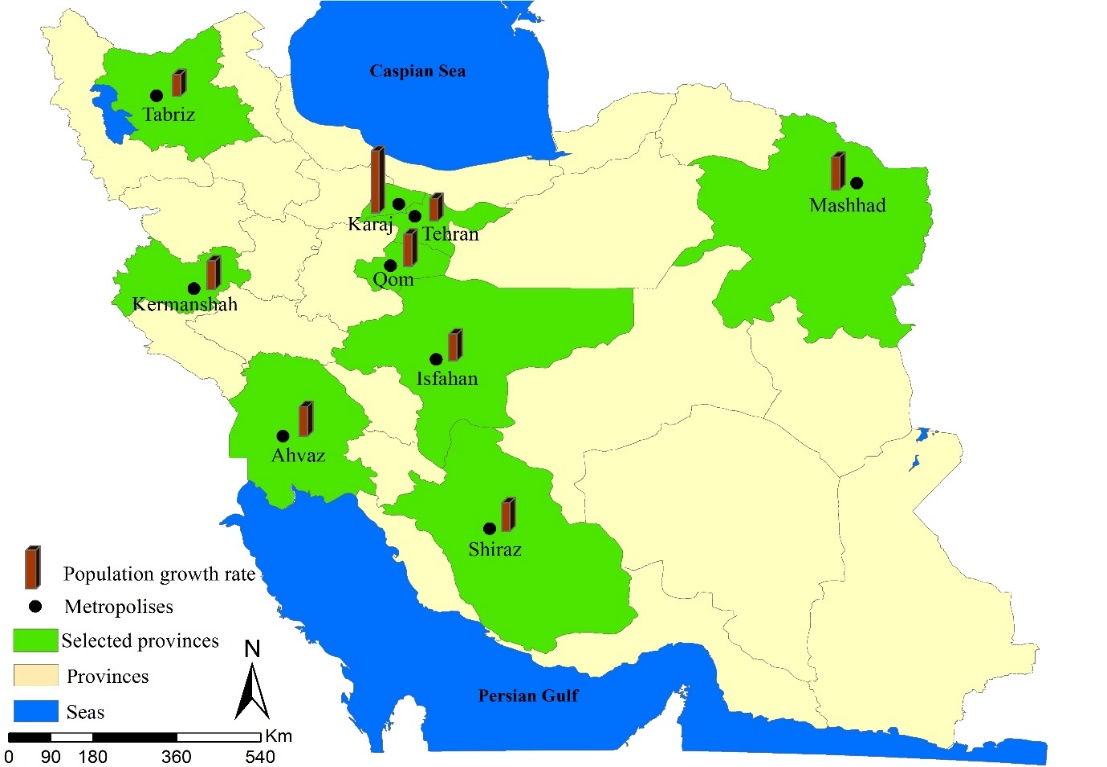 Caspian Sea
Tabriz
Mashhad
Karaj
Tehran
Qom
Kermanshah
Isfahan
Ahvaz
Shiraz
Population growth rate
Metropolises
Selected provinces
N
Provinces
Persian Gulf
Seas
Km
0 90 180 360 540